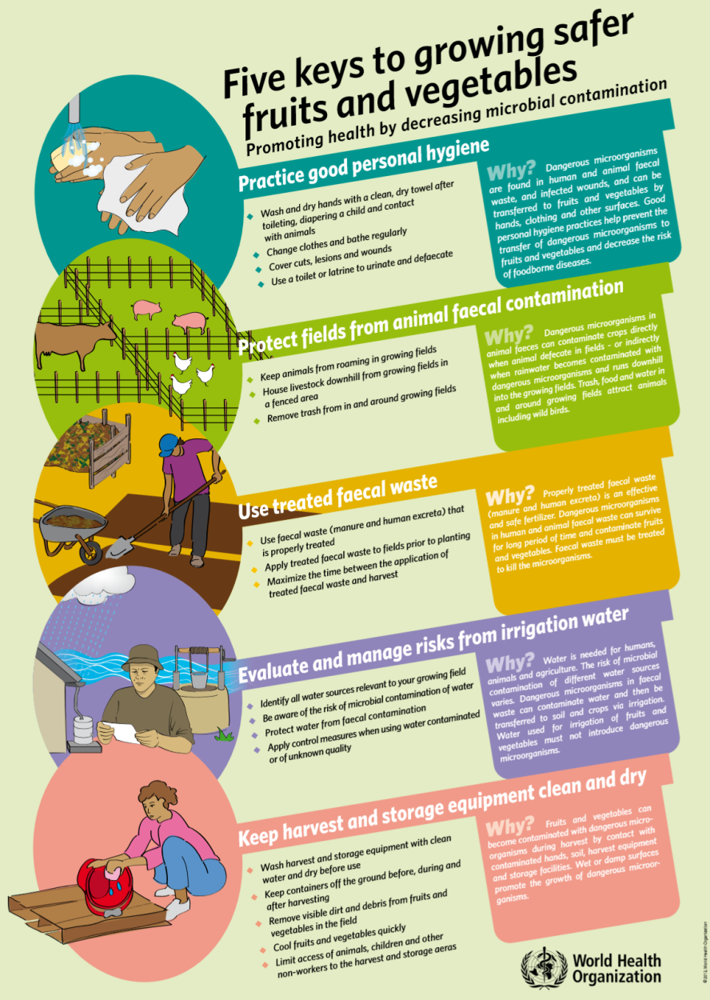 Five keys to growing safer
fruits and vegetables
Promoting health by decreasing microbial contamination
Practice good personal hygiene
Wash and dry hands with a clean, dry towel after
toileting, diapering a child and contact
with animals
Change clothes and bathe regularly
Cover cuts, lesions and wounds
Use a toilet or latrine to urinate and defaecate
Why? Dangerous microorganisms
are found in human and animal faecal
waste, and infected wounds, and can be
transferred to fruits and vegetables by
hands, clothing and other surfaces. Good
personal hygiene practices help prevent the
transfer of dangerous microorganisms to
fruits and vegetables and decrease the risk
of foodborne diseases.
Protect fields from animal faecal contamination
Keep animals from roaming in growing fields
House livestock downhill from growing fields in
a fenced area
Remove trash from in and around growing fields
Why? Dangerous microorganisms in
animal faeces can contaminate crops directly
when animal defecate in fields - or indirectly
when rainwater becomes contaminated with
dangerous microorganisms and runs downhill
into the growing fields. Trash, food and water in
and around growing fields attract animals
including wild birds.
Use treated faecal waste
Use faecal waste (manure and human excreta) that
is properly treated
Apply treated faecal waste to fields prior to planting
Maximize the time between the application of
treated faecal waste and harvest
Why? Properly treated faecal waste
(manure and human excreta) is an effective
and safe fertilizer. Dangerous microorganisms
in human and animal faecal waste can survive
for long period of time and contaminate fruits
and vegetables. Faecal waste must be treated
to kill the microorganisms.
Evaluate and manage risks from irrigation water
Identify all water sources relevant to your growing field
Be aware of the risk of microbial contamination of water
Protect water from faecal contamination
Apply control measures when using water contaminated
or of unknown quality
Why? Water is needed for humans,
animals and agriculture. The risk of microbial
contamination of different water sources
varies. Dangerous microorganisms in faecal
waste can contaminate water and then be
transferred to soil and crops via irrigation.
Water used for irrigation of fruits and
vegetables must not introduce dangerous
microorganisms.
Keep harvest and storage equipment clean and dry
Wash harvest and storage equipment with clean
water and dry before use
Keep containers off the ground before, during and
after harvesting
Remove visible dirt and debris from fruits and
vegetables in the field
Cool fruits and vegetables quickly
Limit access of animals, children and other
non-workers to the harvest and storage aeras
Why? Fruits and vegetables can
become contaminated with dangerous micro-
organisms during harvest by contact with
contaminated hands, soil, harvest equipment
and storage facilities. Wet or damp surfaces
promote the growth of dangerous microor-
ganisms.
World Health
Organization
© 2012, World Health Organization